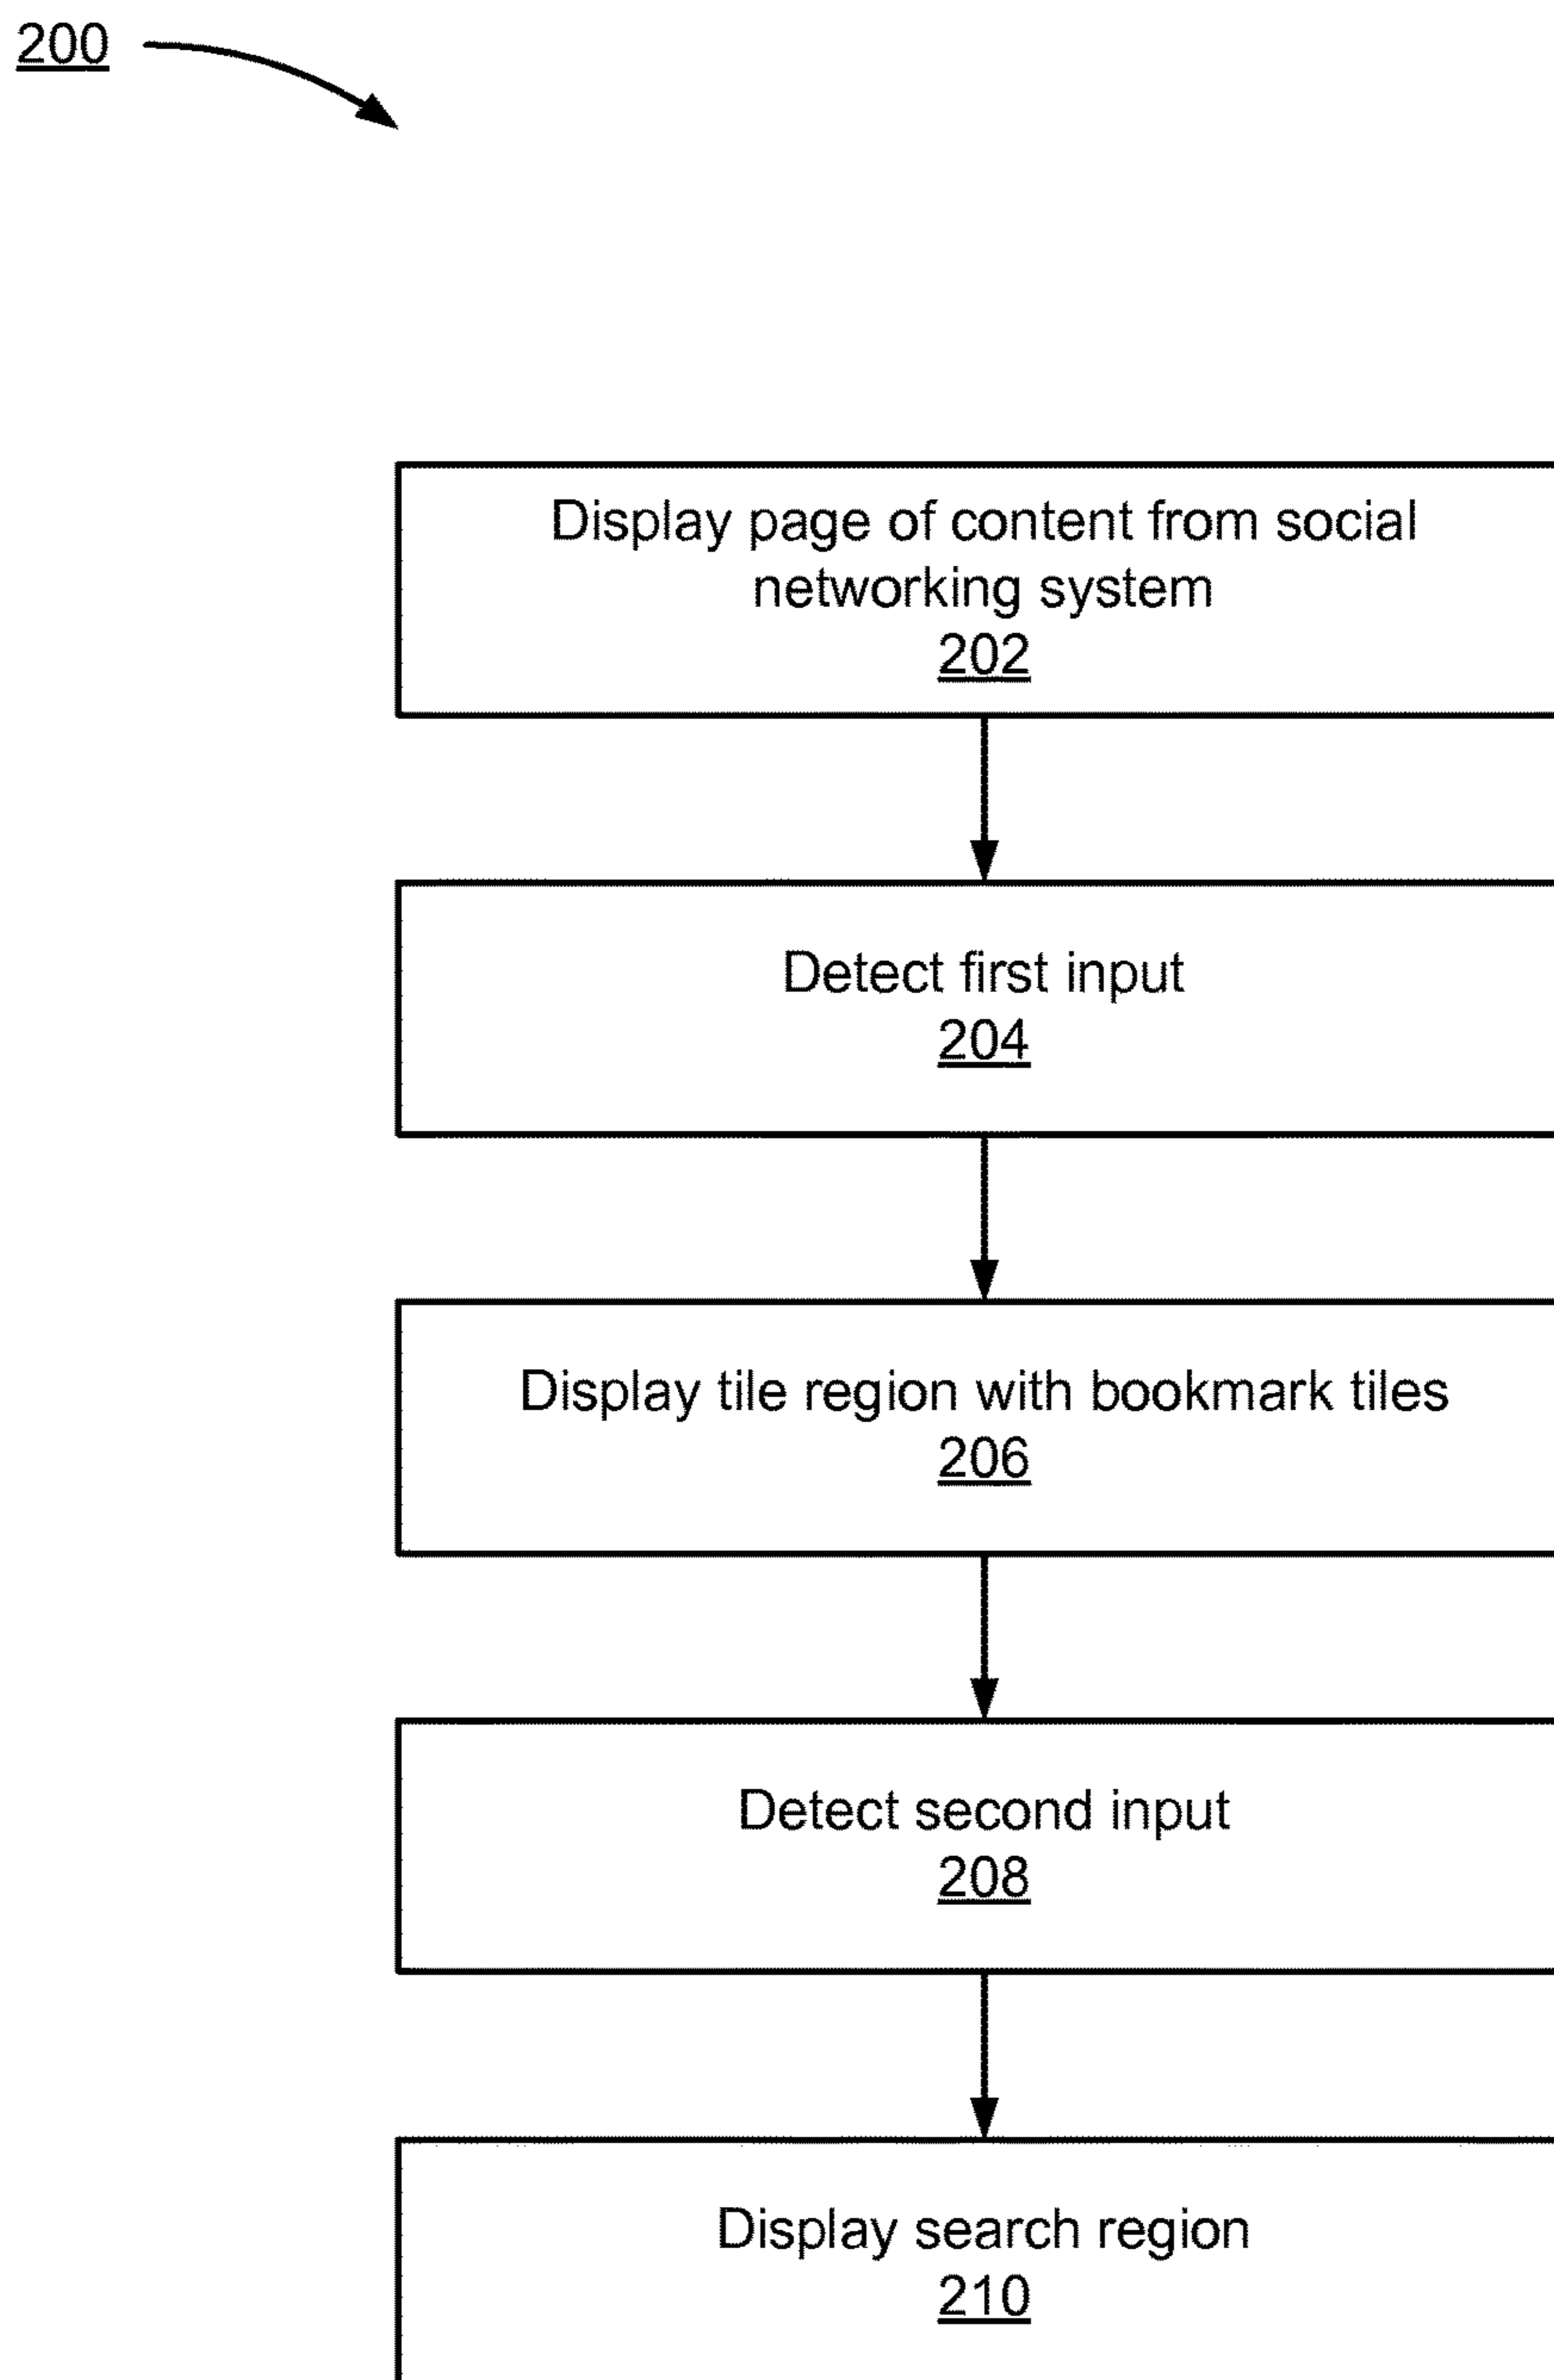 200
Display page of content from social
networking system
202
Detect first input
204
Display tile region with bookmark tiles
206
Detect second input
208
Display search region
210